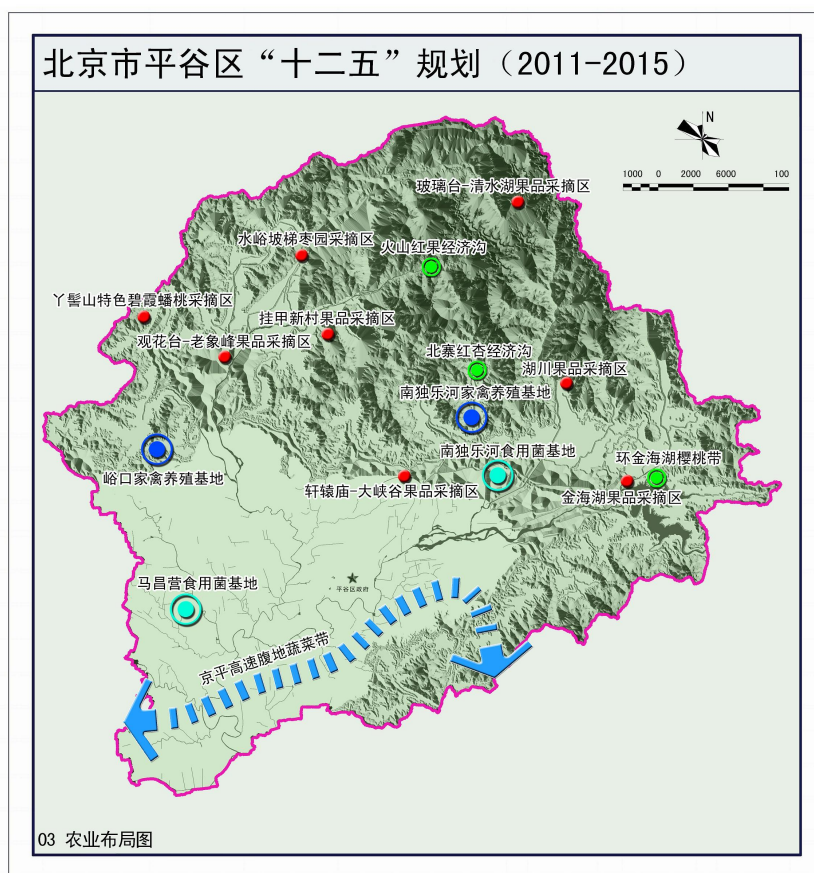 北京市平谷区“十二五”规划（2011-2015）
N
1000 0 2000 6000 100
玻璃台-清水湖果品采摘区
水峪坡梯枣园采摘区
火山红果经济沟
丫髻山特色碧霞蟠桃采摘区
挂甲新村果品采摘区
观花台-老象峰果品采摘区
北寨红杏经济沟
湖川果品采摘区
南独乐河家禽养殖基地
南独乐河食用菌基地
环金海湖樱桃带
峪口家禽养殖基地
轩辕庙-大峡谷果品采摘区
金海湖果品采摘区
马昌营食用菌基地
平谷区政府
京平高速腹地蔬菜带
03 农业布局图